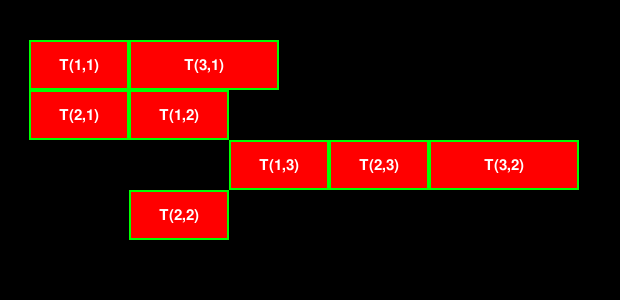 T(1,1) T(3,1)
T(2,1) T(1,2)
T(1,3) T(2,3) T(3,2)
T(2,2)